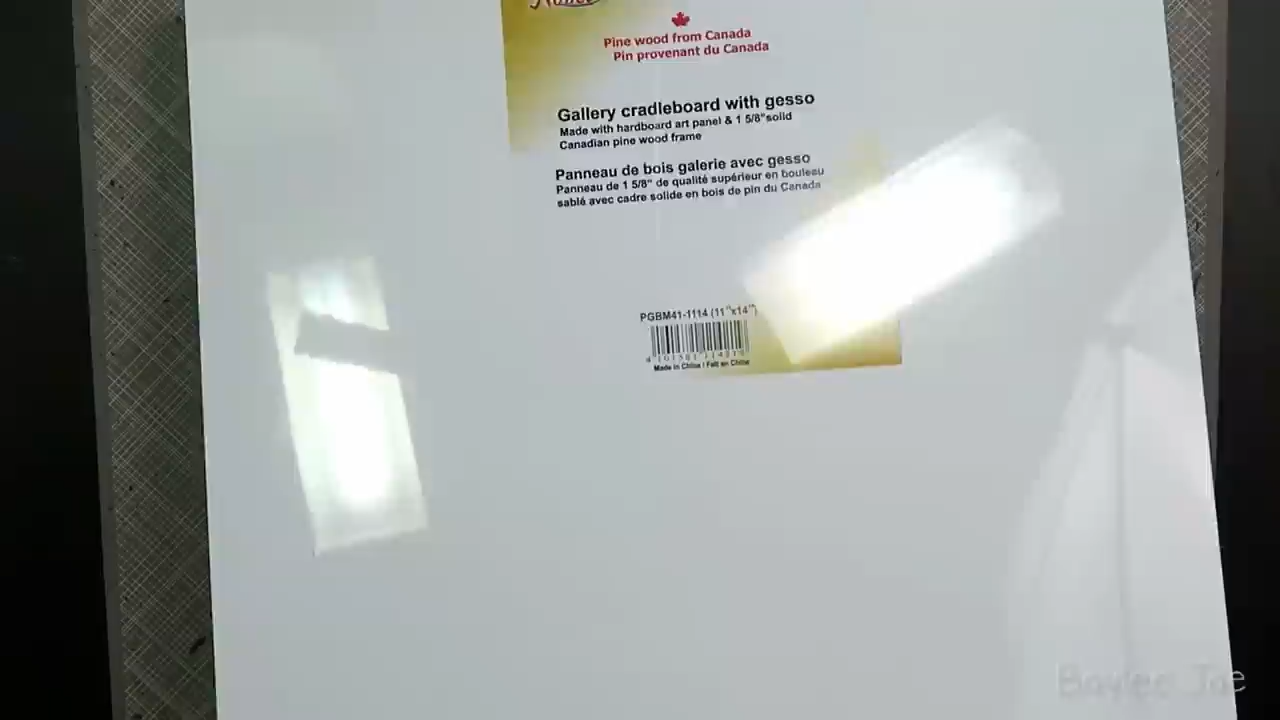 Pine wood from Canada
Pin provenant du Canada
Gallery cradleboard with gesso
Made with hardboard art panel & 1 5/8"solid
Canadian pine wood frame
Panneau de bois galerie avec gesso
Panneau de 1 5/8" de qualité supérieur en bouleau
sablé avec cadre solide en bois de pin du Canada
PGBM41-1114 (11"x14")
Made in China / Fait en Chine